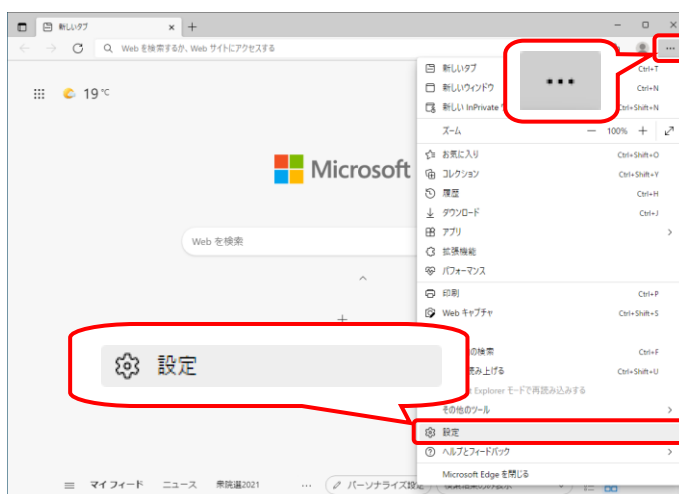 新しいタブ
Web を検索するか、Web サイトにアクセスする
19 °C
Microsoft
Web を検索
新しいタブ Ctrl+T
新しいウィンドウ Ctrl+N
新しい InPrivate Ctrl+Shift+N
ズーム 100%
お気に入り Ctrl+Shift+O
コレクション Ctrl+Shift+Y
履歴 Ctrl+H
ダウンロード Ctrl+J
アプリ
拡張機能
パフォーマンス
印刷 Ctrl+P
Web キャプチャ Ctrl+Shift+S
の検索 Ctrl+F
読み上げる Ctrl+Shift+U
Explorer モードで再読み込みする
その他のツール
設定
設定
ヘルプとフィードバック
Microsoft Edge を閉じる
マイ フィード ニュース 衆院選2021 ... パーソナライズ設定